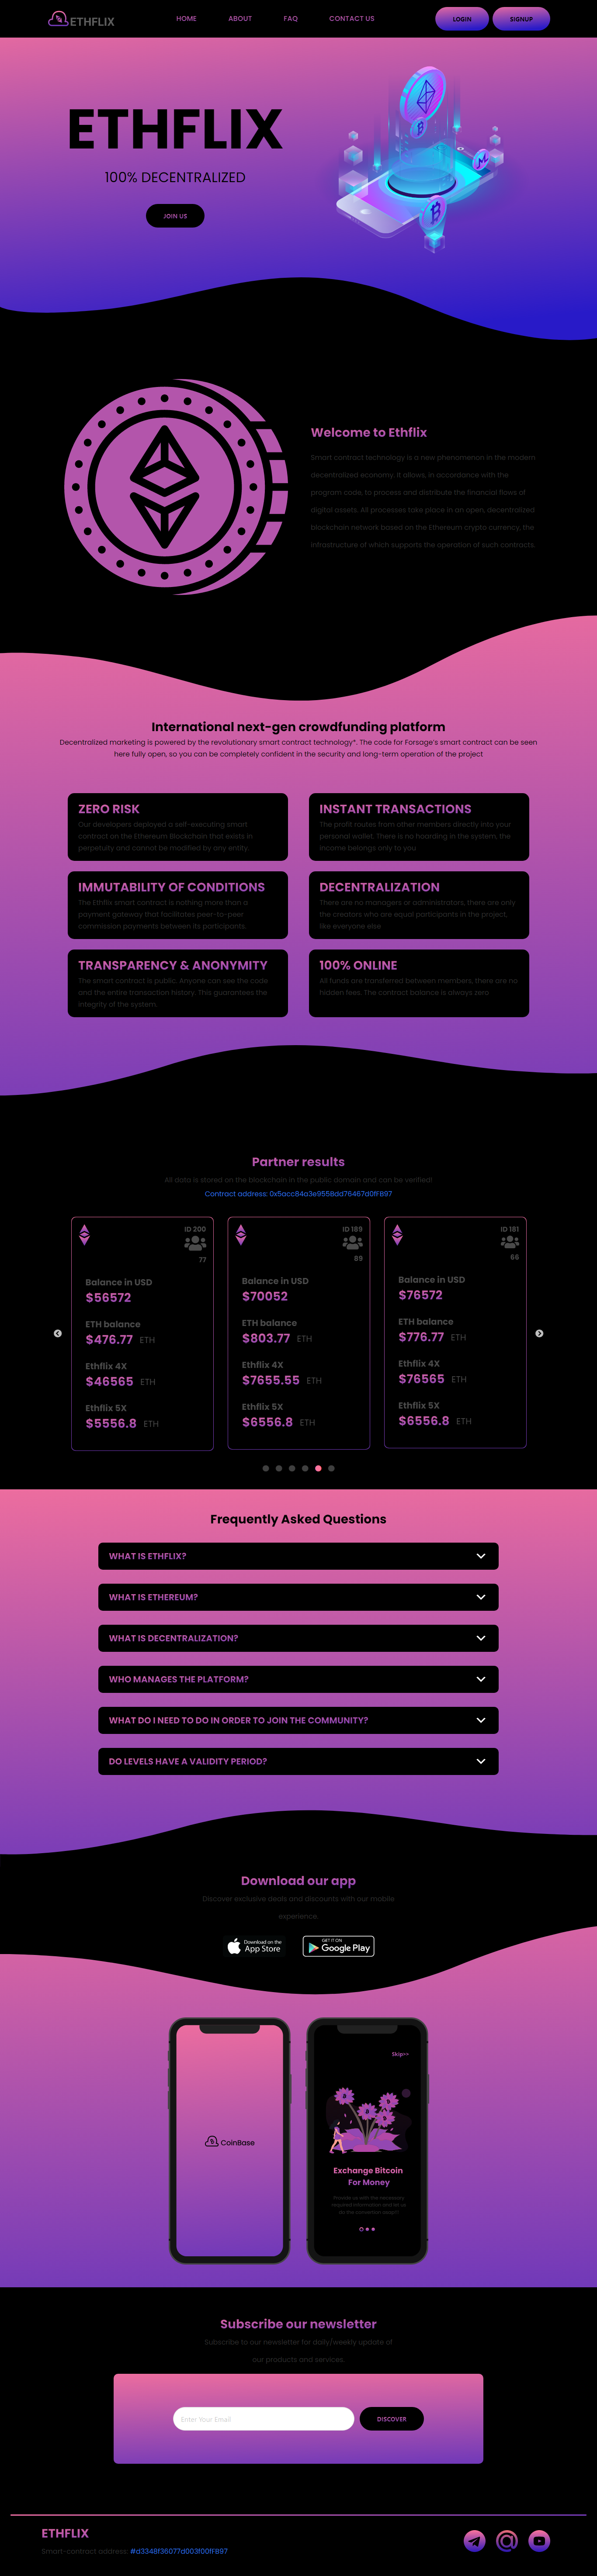 ETHFLIX
HOME
ABOUT
FAQ
CONTACT US
LOGIN
SIGNUP
ETHFLIX
100% DECENTRALIZED
JOIN US
Welcome to Ethflix
Smart contract technology is a new phenomenon in the modern
decentralized economy. It allows, in accordance with the
program code, to process and distribute the financial flows of
digital assets. All processes take place in an open, decentralized
blockchain network based on the Ethereum crypto currency, the
infrastructure of which supports the operation of such contracts.
International next-gen crowdfunding platform
Decentralized marketing is powered by the revolutionary smart contract technology*. The code for Forsage's smart contract can be seen
here fully open, so you can be completely confident in the security and long-term operation of the project
ZERO RISK
Our developers deployed a self-executing smart
contract on the Ethereum Blockchain that exists in
perpetuity and cannot be modified by any entity.
INSTANT TRANSACTIONS
The profit routes from other members directly into your
personal wallet. There is no hoarding in the system, the
income belongs only to you
IMMUTABILITY OF CONDITIONS
The Ethflix smart contract is nothing more than a
payment gateway that facilitates peer-to-peer
commission payments between its participants.
DECENTRALIZATION
There are no managers or administrators, there are only
the creators who are equal participants in the project,
like everyone else
TRANSPARENCY & ANONYMITY
The smart contract is public. Anyone can see the code
and the entire transaction history. This guarantees the
integrity of the system.
100% ONLINE
All funds are transferred between members, there are no
hidden fees. The contract balance is always zero
Partner results
All data is stored on the blockchain in the public domain and can be verified!
Contract address: 0x5acc84a3e9558dd76467d0fF897
ID 200
77
Balance in USD
$56572
ETH balance
$476.77 ETH
Ethflix 4X
$46565 ETH
Ethflix 5X
$5556.8 ETH
ID 189
89
Balance in USD
$70052
ETH balance
$803.77 ETH
Ethflix 4X
$7655.55 ETH
Ethflix 5X
$6556.8 ETH
ID 181
66
Balance in USD
$76572
ETH balance
$776.77 ETH
Ethflix 4X
$76565 ETH
Ethflix 5X
$6556.8 ETH
Frequently Asked Questions
WHAT IS ETHFLIX?
WHAT IS ETHEREUM?
WHAT IS DECENTRALIZATION?
WHO MANAGES THE PLATFORM?
WHAT DO I NEED TO DO IN ORDER TO JOIN THE COMMUNITY?
DO LEVELS HAVE A VALIDITY PERIOD?
Download our app
Discover exclusive deals and discounts with our mobile
experience.
Download on the
App Store
GET IT ON
Google Play
CoinBase
Skip>>
Exchange Bitcoin
For Money
Provide us with the necessary
required information and let us
do the convertion asap!!!
Subscribe our newsletter
Subscribe to our newsletter for daily/weekly update of
our products and services.
Enter Your Email
DISCOVER
ETHFLIX
Smart-contract address: #d3348f36077d003f00fF897